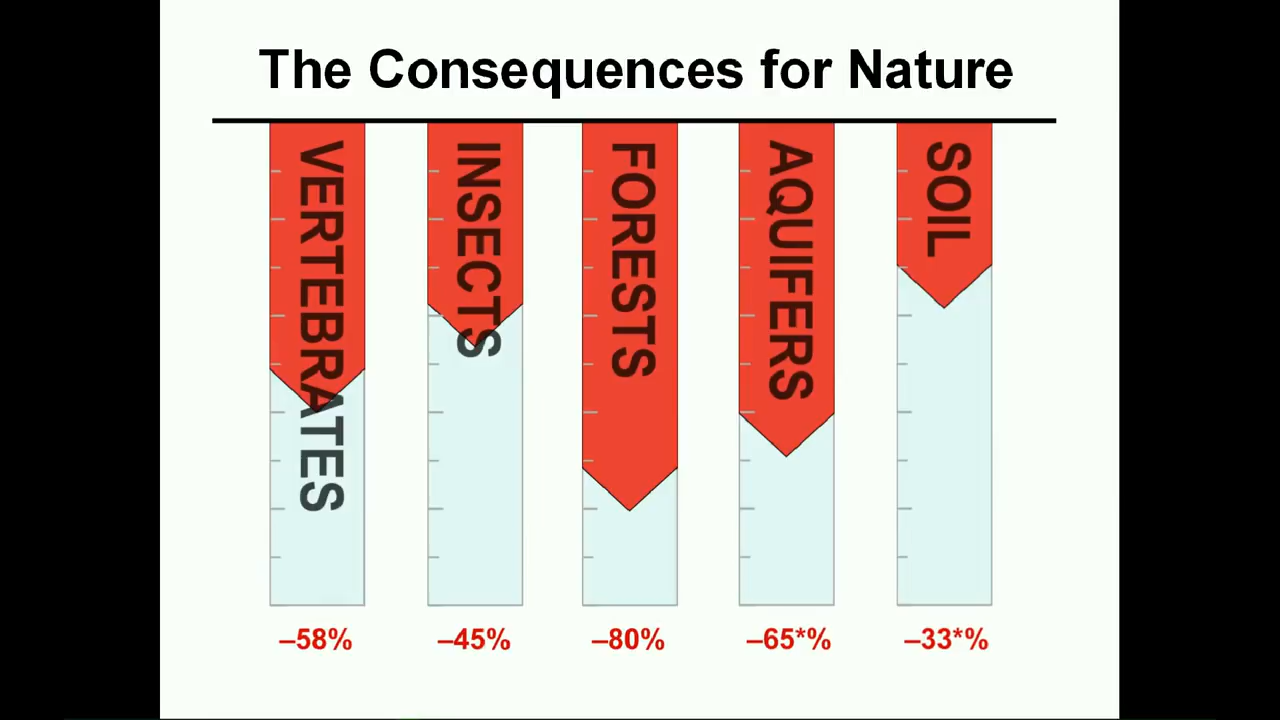 The Consequences for Nature
VERTEBRATES
INSECTS
FORESTS
AQUIFERS
SOIL
–58%
–45%
–80%
–65*%
–33*%